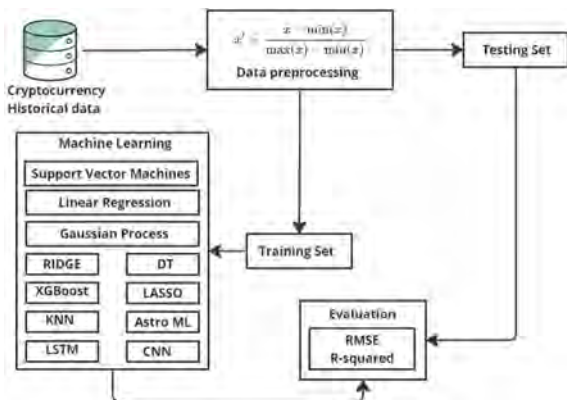 x' = x − min(x) / max(x) − min(x)
Data preprocessing
Testing Set
Cryptocurrency
Historical data
Machine Learning
Support Vector Machines
Linear Regression
Gaussian Process
RIDGE DT
XGBoost LASSO
KNN Astro ML
LSTM CNN
Training Set
Evaluation
RMSE
R-squared